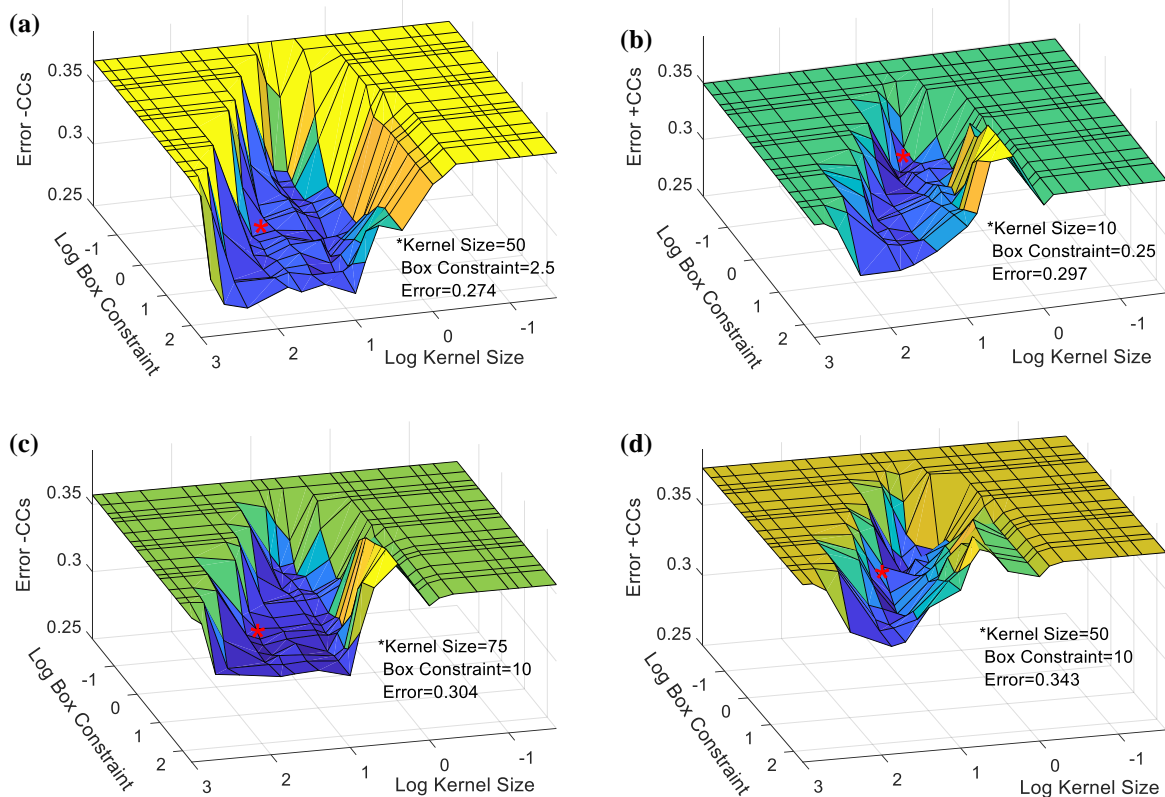 (a)
Error -CCs
0.35
0.3
0.25
-1
0
1
2
Log Box Constraint
3
2
1
0
-1
Log Kernel Size
*Kernel Size=50
Box Constraint=2.5
Error=0.274
(b)
Error +CCs
0.35
0.3
0.25
-1
0
1
2
Log Box Constraint
3
2
1
0
-1
Log Kernel Size
*Kernel Size=10
Box Constraint=0.25
Error=0.297
(c)
Error -CCs
0.35
0.3
0.25
-1
0
1
2
Log Box Constraint
3
2
1
0
-1
Log Kernel Size
*Kernel Size=75
Box Constraint=10
Error=0.304
(d)
Error +CCs
0.35
0.3
0.25
-1
0
1
2
Log Box Constraint
3
2
1
0
-1
Log Kernel Size
*Kernel Size=50
Box Constraint=10
Error=0.343